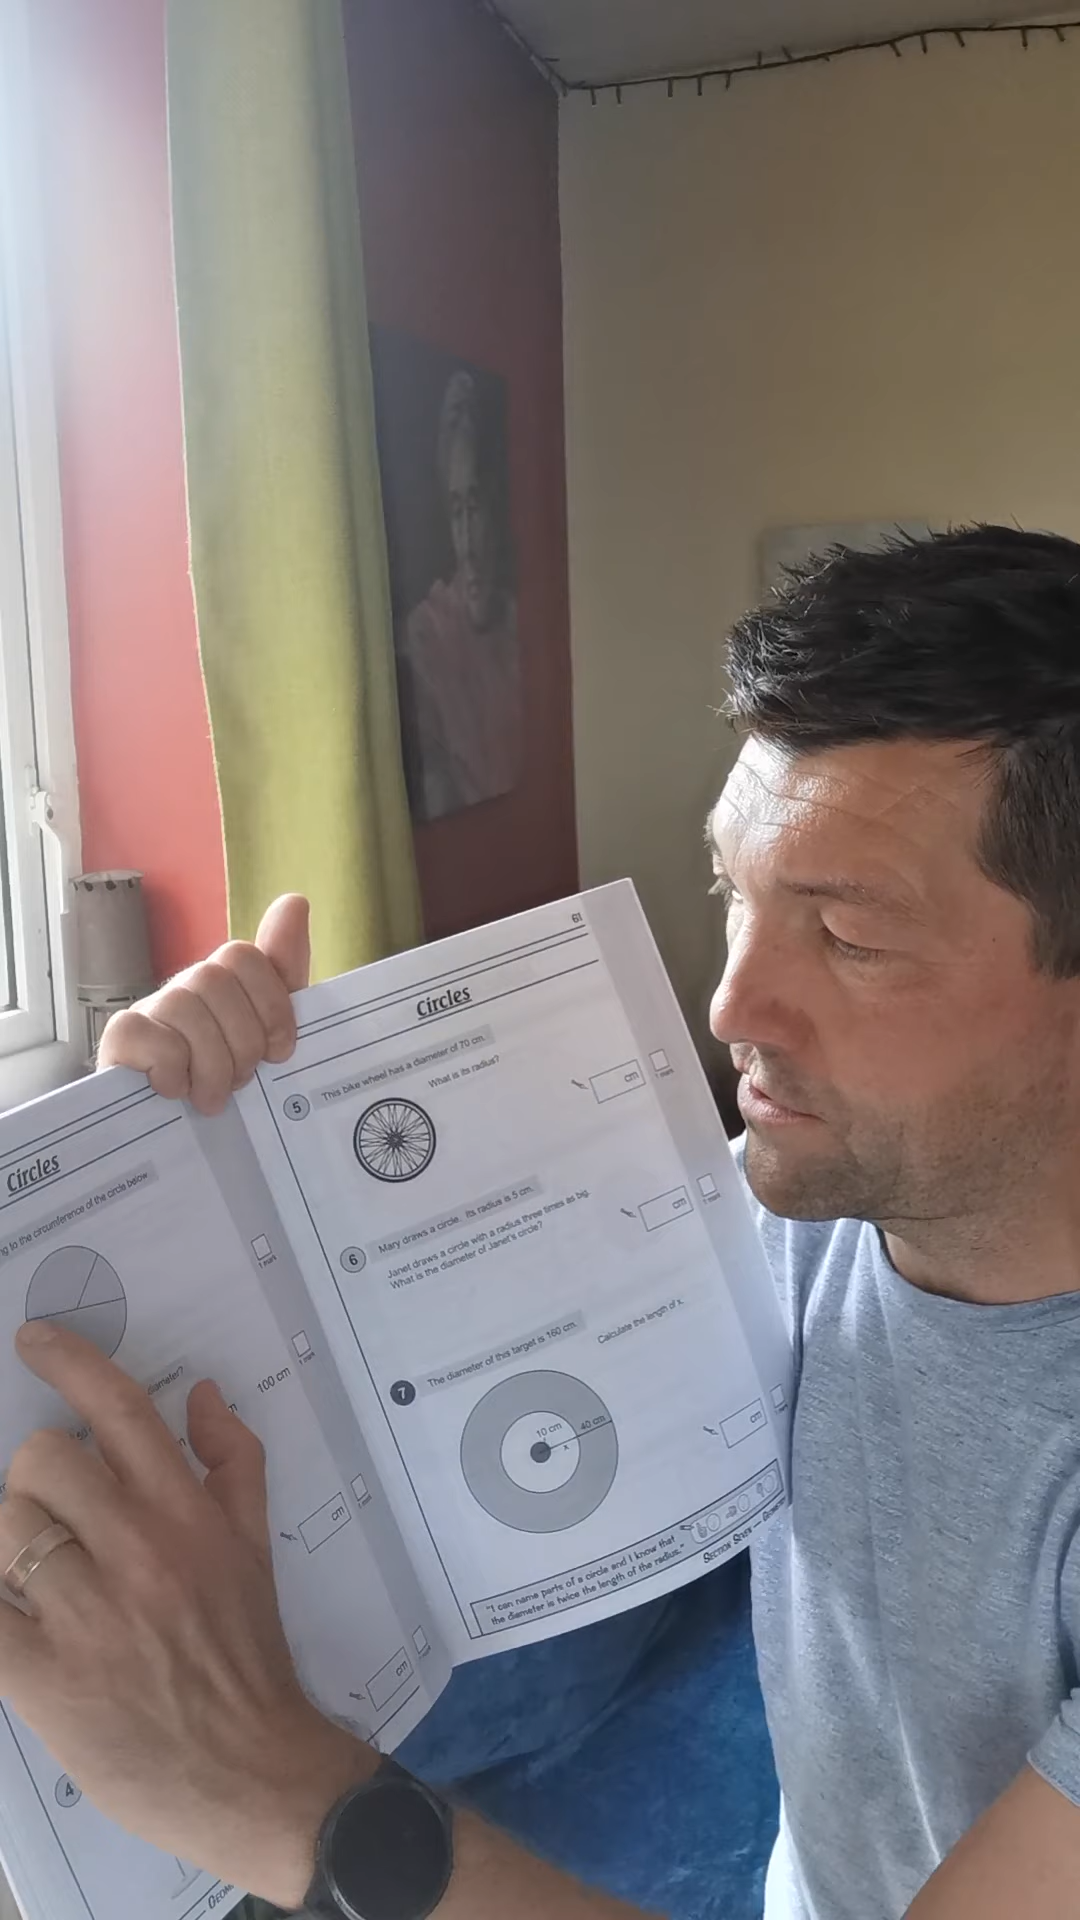 Circles
ng to the circumference of the circle below
1 mark
diameter?
100 cm
1 mark
cm
cm
4
61
Circles
5
This bike wheel has a diameter of 70 cm.
What is its radius?
cm
1 mark
6
Mary draws a circle. Its radius is 5 cm.
Janet draws a circle with a radius three times as big.
What is the diameter of Janet's circle?
cm
1 mark
7
The diameter of this target is 160 cm.
Calculate the length of x.
10 cm
40 cm
x
cm
"I can name parts of a circle and I know that
the diameter is twice the length of the radius."
Section Seven — Geometry